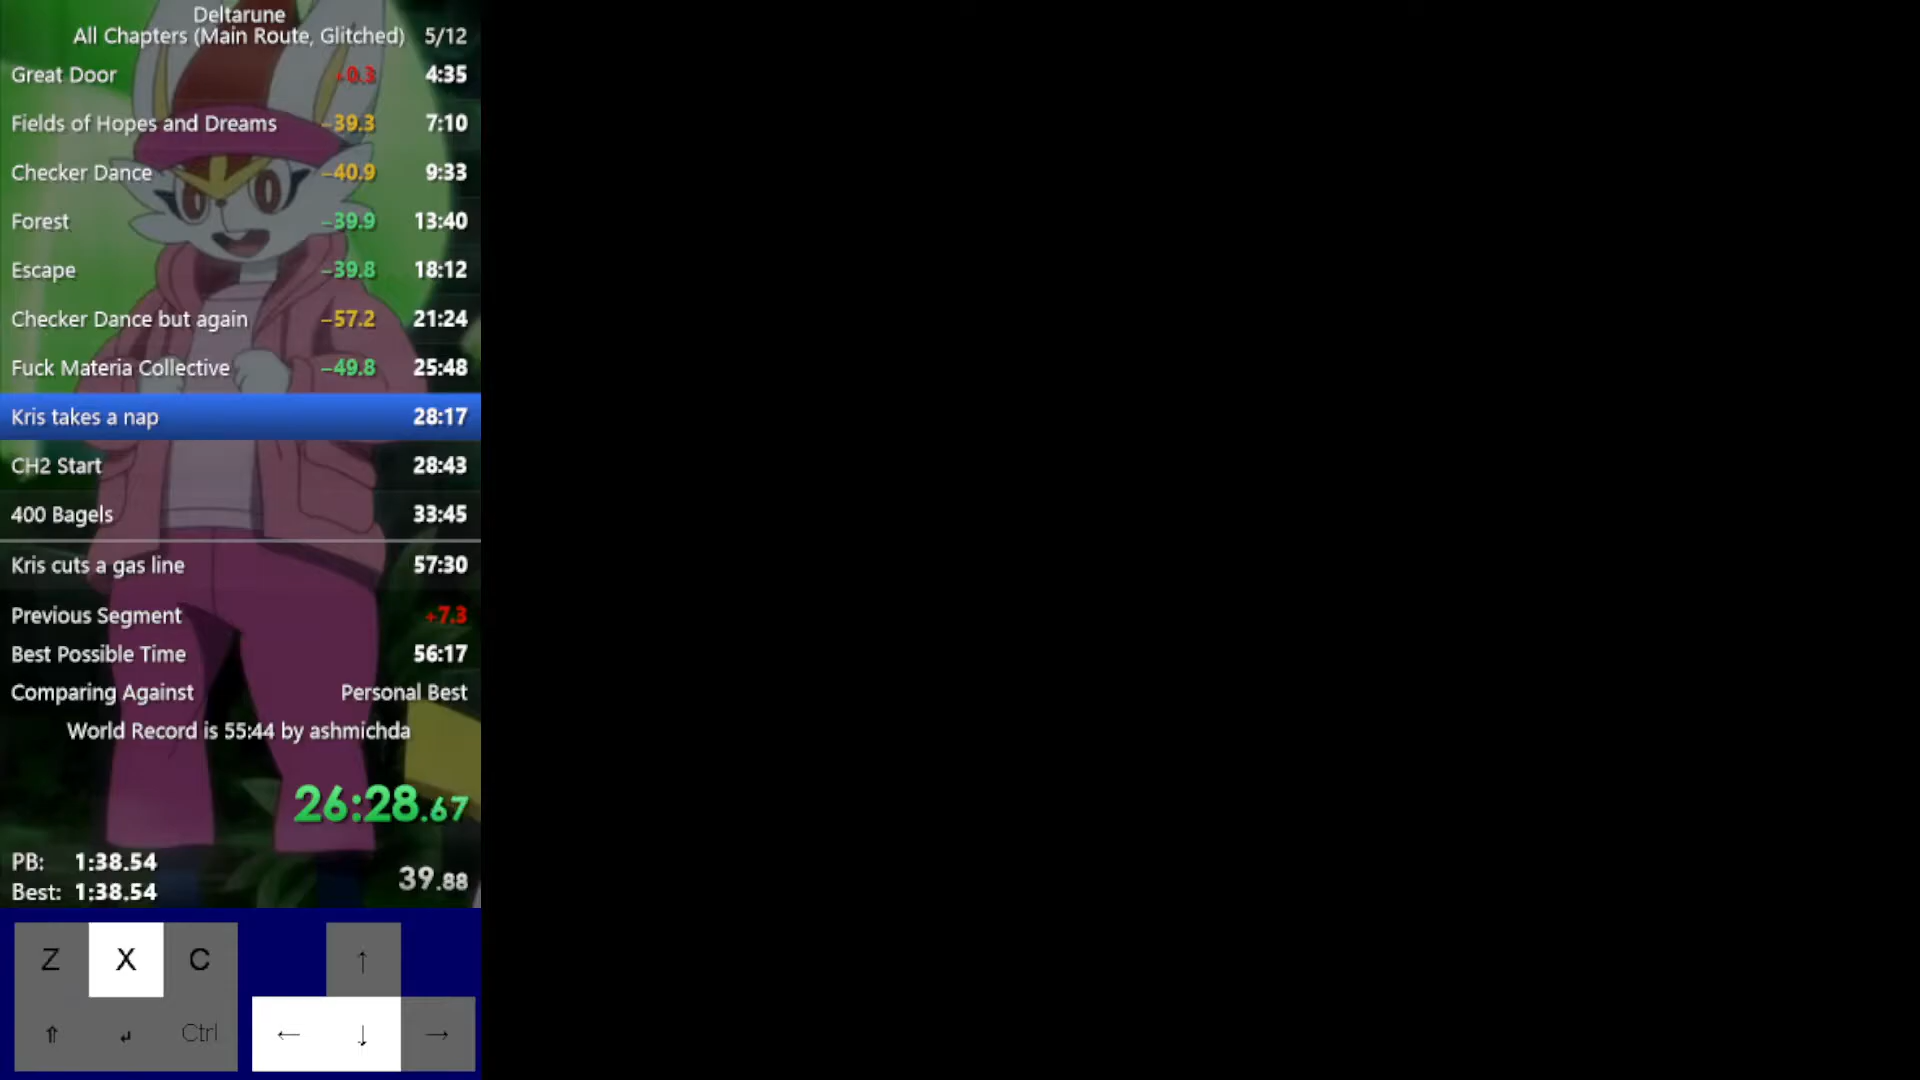 Deltarune
All Chapters (Main Route, Glitched) 5/12
Great Door +0.3 4:35
Fields of Hopes and Dreams -39.3 7:10
Checker Dance -40.9 9:33
Forest -39.9 13:40
Escape -39.8 18:12
Checker Dance but again -57.2 21:24
Fuck Materia Collective -49.8 25:48
Kris takes a nap 28:17
CH2 Start 28:43
400 Bagels 33:45
Kris cuts a gas line 57:30
Previous Segment +7.3
Best Possible Time 56:17
Comparing Against Personal Best
World Record is 55:44 by ashmichda
26:28.67
PB: 1:38.54
39.88
Best: 1:38.54
Z X C ↑
⇑ ↵ Ctrl ← ↓ →